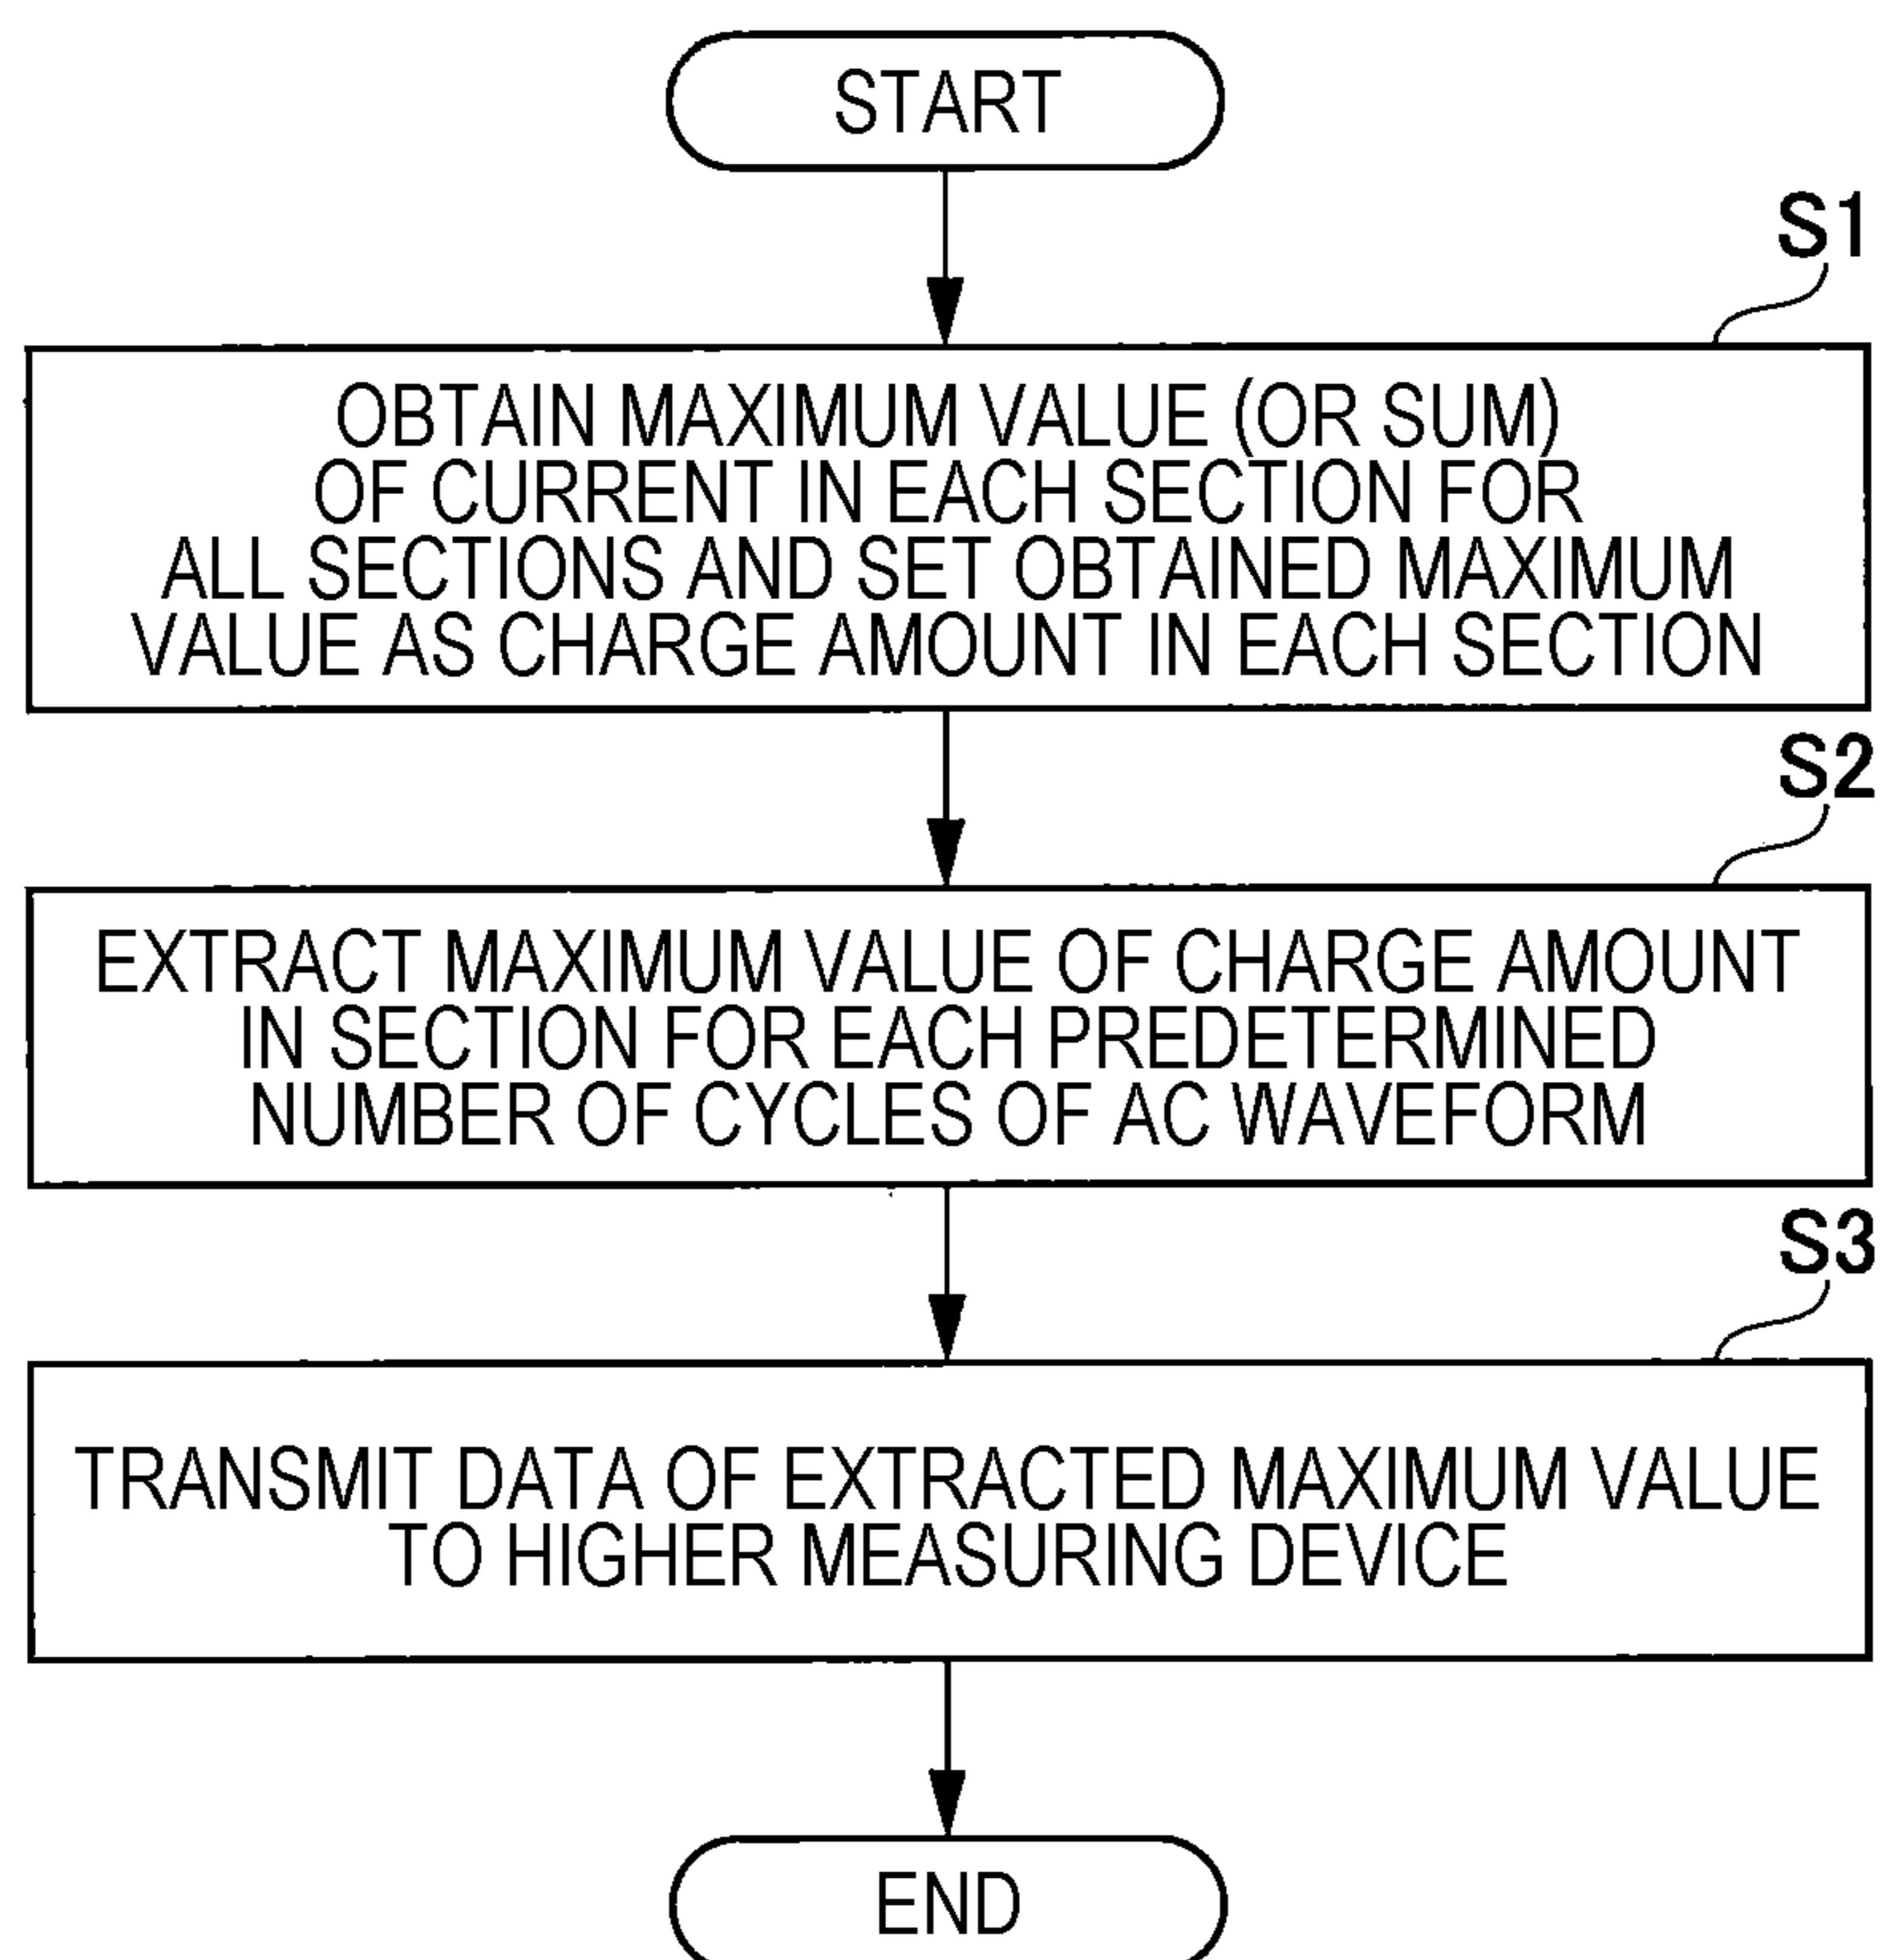 START
S1
OBTAIN MAXIMUM VALUE (OR SUM)
OF CURRENT IN EACH SECTION FOR
ALL SECTIONS AND SET OBTAINED MAXIMUM
VALUE AS CHARGE AMOUNT IN EACH SECTION
S2
EXTRACT MAXIMUM VALUE OF CHARGE AMOUNT
IN SECTION FOR EACH PREDETERMINED
NUMBER OF CYCLES OF AC WAVEFORM
S3
TRANSMIT DATA OF EXTRACTED MAXIMUM VALUE
TO HIGHER MEASURING DEVICE
END